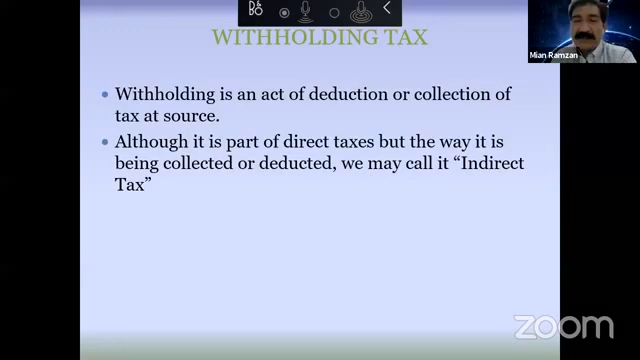 B&
BO
WITHHOLDING TAX
Mian Ramzan
• Withholding is an act of deduction or collection of
tax at source.
• Although it is part of direct taxes but the way it is
being collected or deducted, we may call it “Indirect
Tax”
zoom